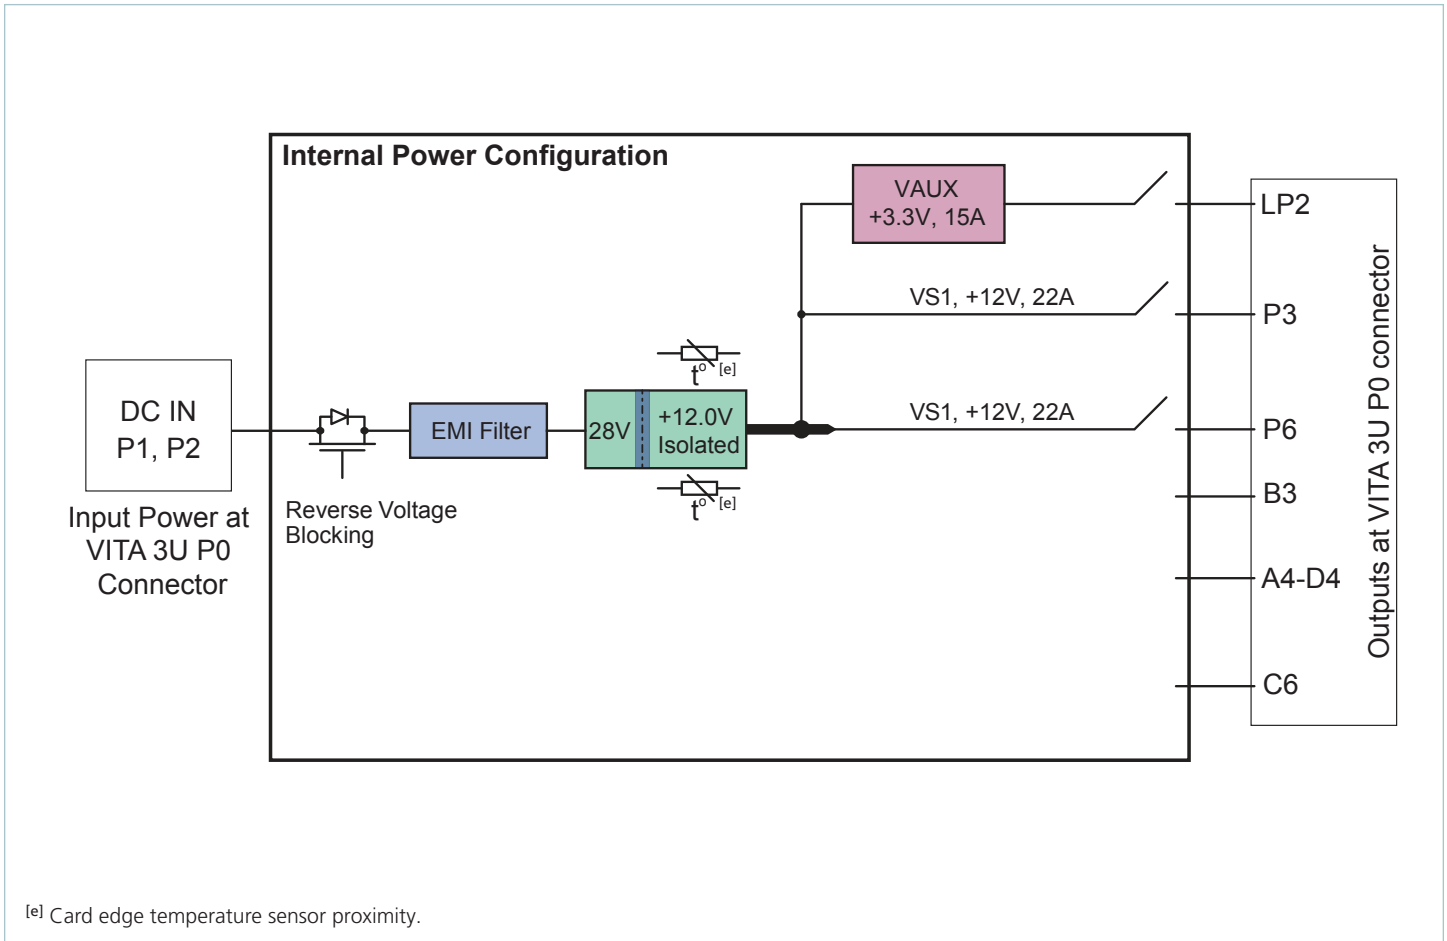 Internal Power Configuration
VAUX
+3.3V, 15A
LP2
VS1, +12V, 22A
P3
DC IN
P1, P2
Input Power at
VITA 3U P0
Connector
Reverse Voltage
Blocking
EMI Filter
28V
+12.0V
Isolated
tº [e]
tº [e]
VS1, +12V, 22A
P6
B3
A4-D4
C6
Outputs at VITA 3U P0 connector
[e] Card edge temperature sensor proximity.